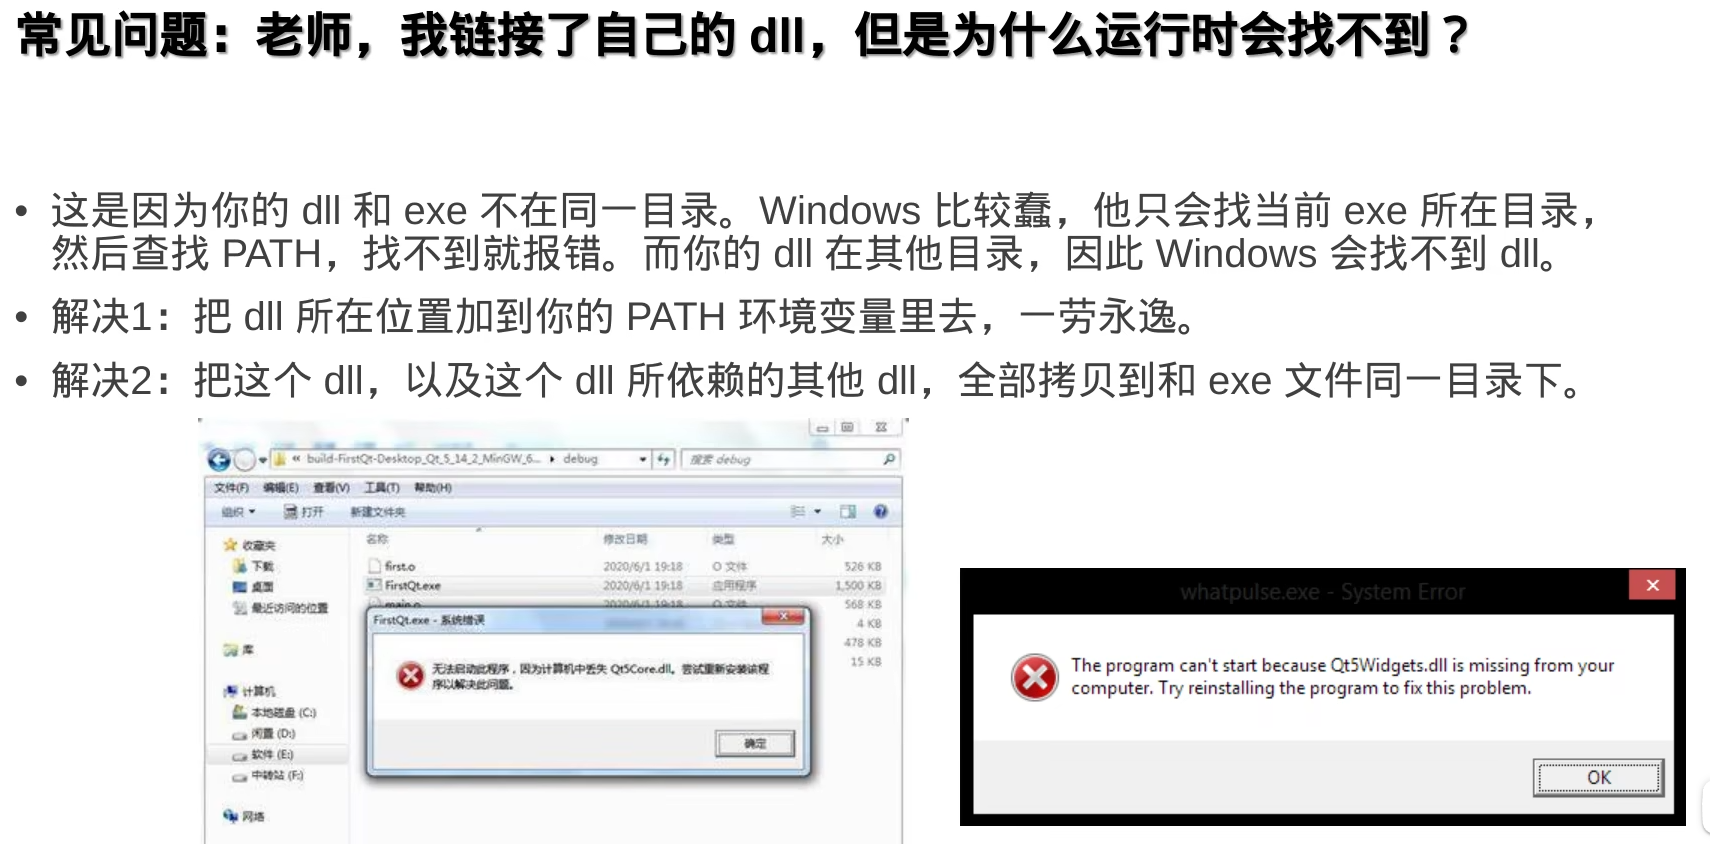 常见问题：老师，我链接了自己的 dll，但是为什么运行时会找不到？
• 这是因为你的 dll 和 exe 不在同一目录。Windows 比较蠢，他只会找当前 exe 所在目录，
然后查找 PATH，找不到就报错。而你的 dll 在其他目录，因此 Windows 会找不到 dll。
• 解决1：把 dll 所在位置加到你的 PATH 环境变量里去，一劳永逸。
• 解决2：把这个 dll，以及这个 dll 所依赖的其他 dll，全部拷贝到和 exe 文件同一目录下。
« build-FirstQt-Desktop_Qt_5_14_2_MinGW_6... ▸ debug
搜索 debug
文件(F) 编辑(E) 查看(V) 工具(T) 帮助(H)
组织 打开 新建文件夹
收藏夹
下载
桌面
最近访问的位置
库
计算机
本地磁盘 (C:)
闲置 (D:)
软件 (E:)
中转站 (F:)
网络
名称 修改日期 类型 大小
first.o 2020/6/1 19:18 O 文件 526 KB
FirstQt.exe 2020/6/1 19:18 应用程序 1,500 KB
main.o 2020/6/1 19:18 O 文件 568 KB
4 KB
478 KB
15 KB
FirstQt.exe - 系统错误
无法启动此程序，因为计算机中丢失 Qt5Core.dll。尝试重新安装该程
序以解决此问题。
确定
whatpulse.exe - System Error
The program can't start because Qt5Widgets.dll is missing from your
computer. Try reinstalling the program to fix this problem.
OK